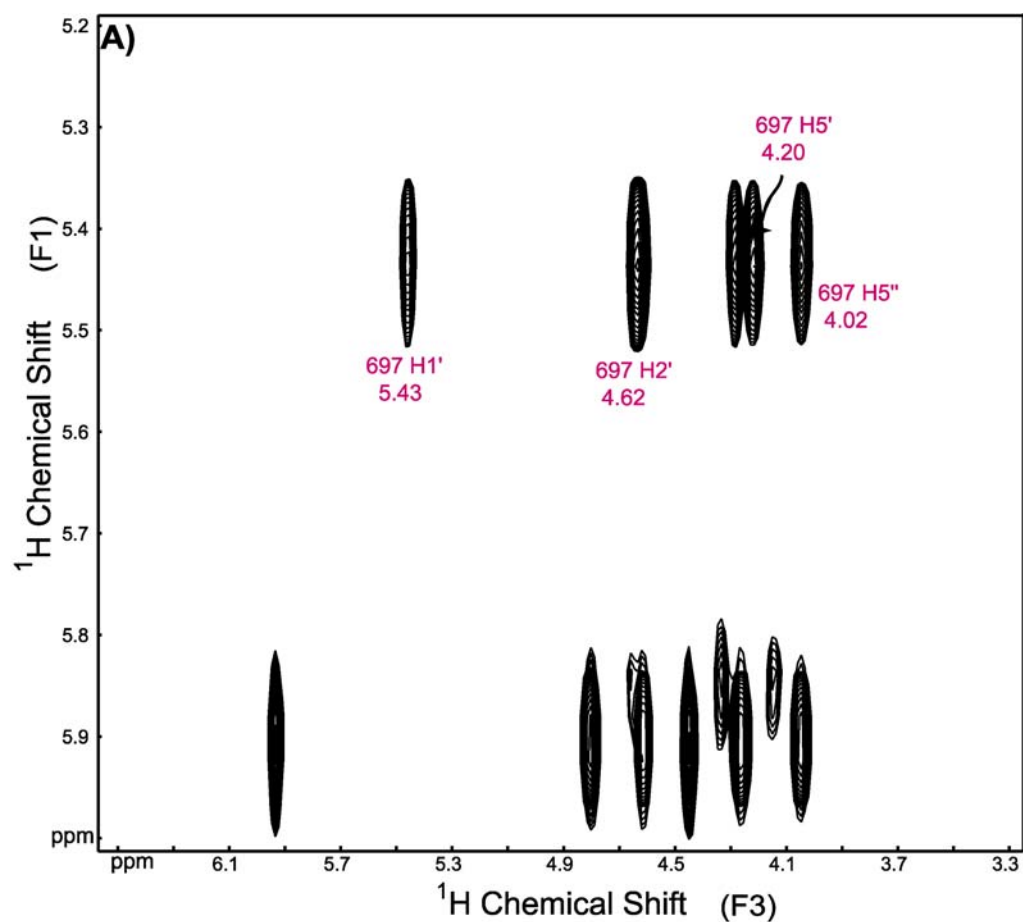 A)
5.2
5.3
5.4
5.5
5.6
5.7
5.8
5.9
ppm
¹H Chemical Shift (F1)
697 H5'
4.20
697 H5"
4.02
697 H1'
5.43
697 H2'
4.62
ppm 6.1 5.7 5.3 4.9 4.5 4.1 3.7 3.3
¹H Chemical Shift (F3)